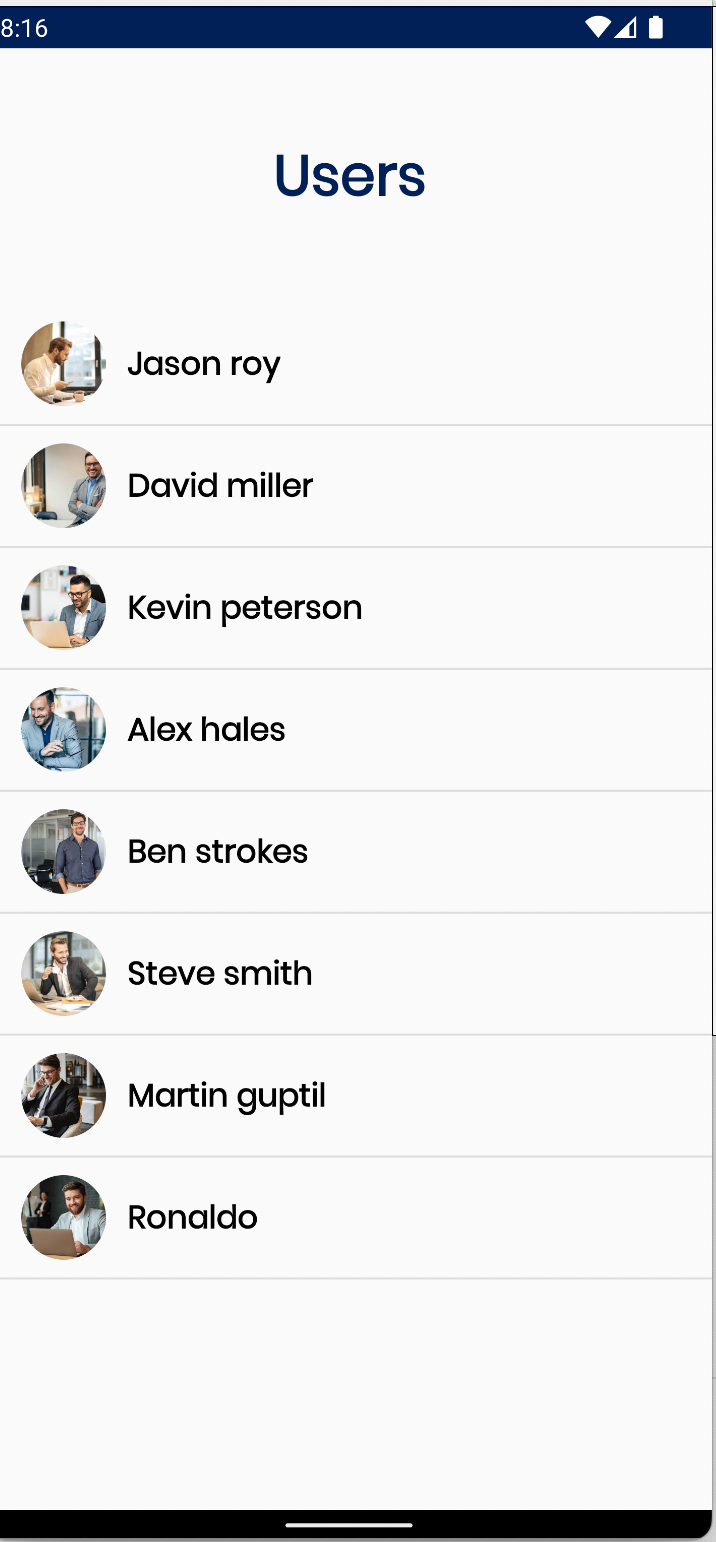 8:16
Users
Jason roy
David miller
Kevin peterson
Alex hales
Ben strokes
Steve smith
Martin guptil
Ronaldo